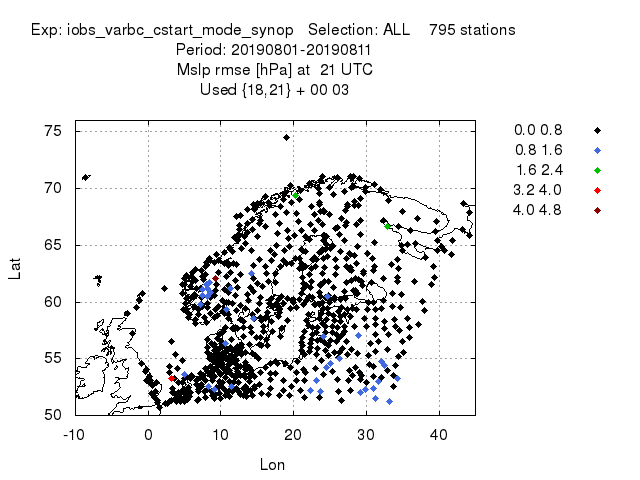 Exp: iobs_varbc_cstart_mode_synop   Selection: ALL    795 stations
Period: 20190801-20190811
Mslp rmse [hPa] at  21 UTC
Used {18,21} + 00 03
0.0 0.8
0.8 1.6
1.6 2.4
3.2 4.0
4.0 4.8
75
70
65
60
55
50
Lat
-10 0 10 20 30 40
Lon